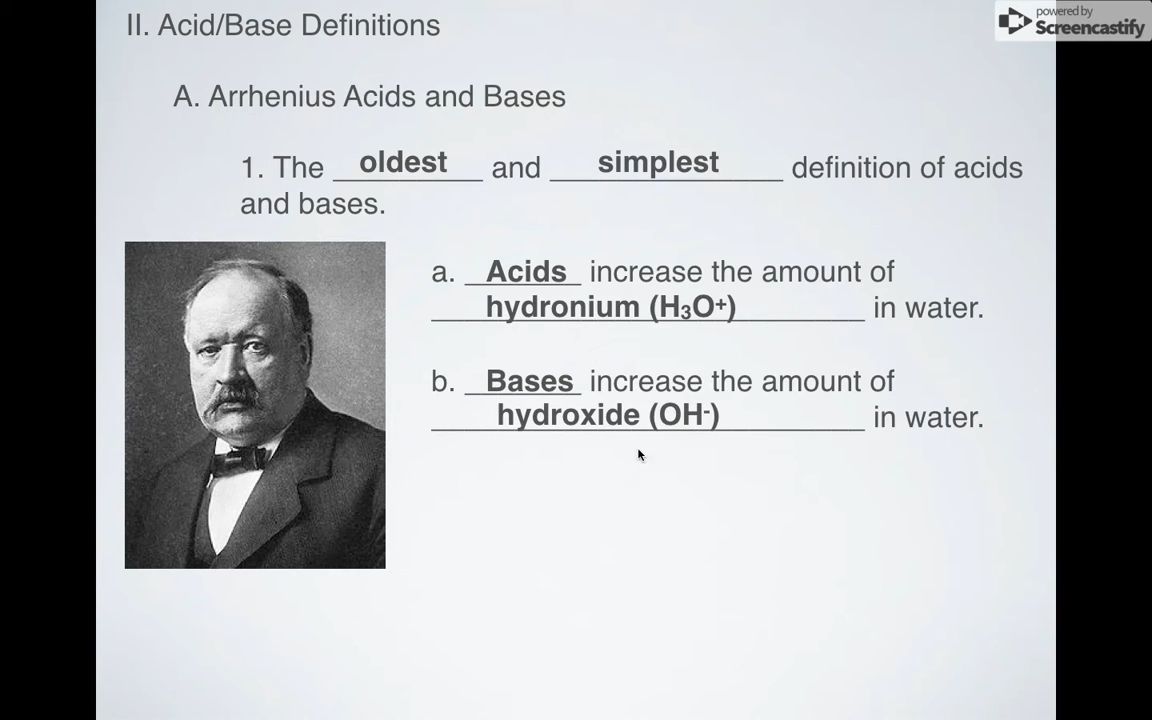 II. Acid/Base Definitions
powered by
Screencastify
A. Arrhenius Acids and Bases
1. The oldest and simplest definition of acids
and bases.
a. Acids increase the amount of
hydronium (H₃O⁺) in water.
b. Bases increase the amount of
hydroxide (OH⁻) in water.